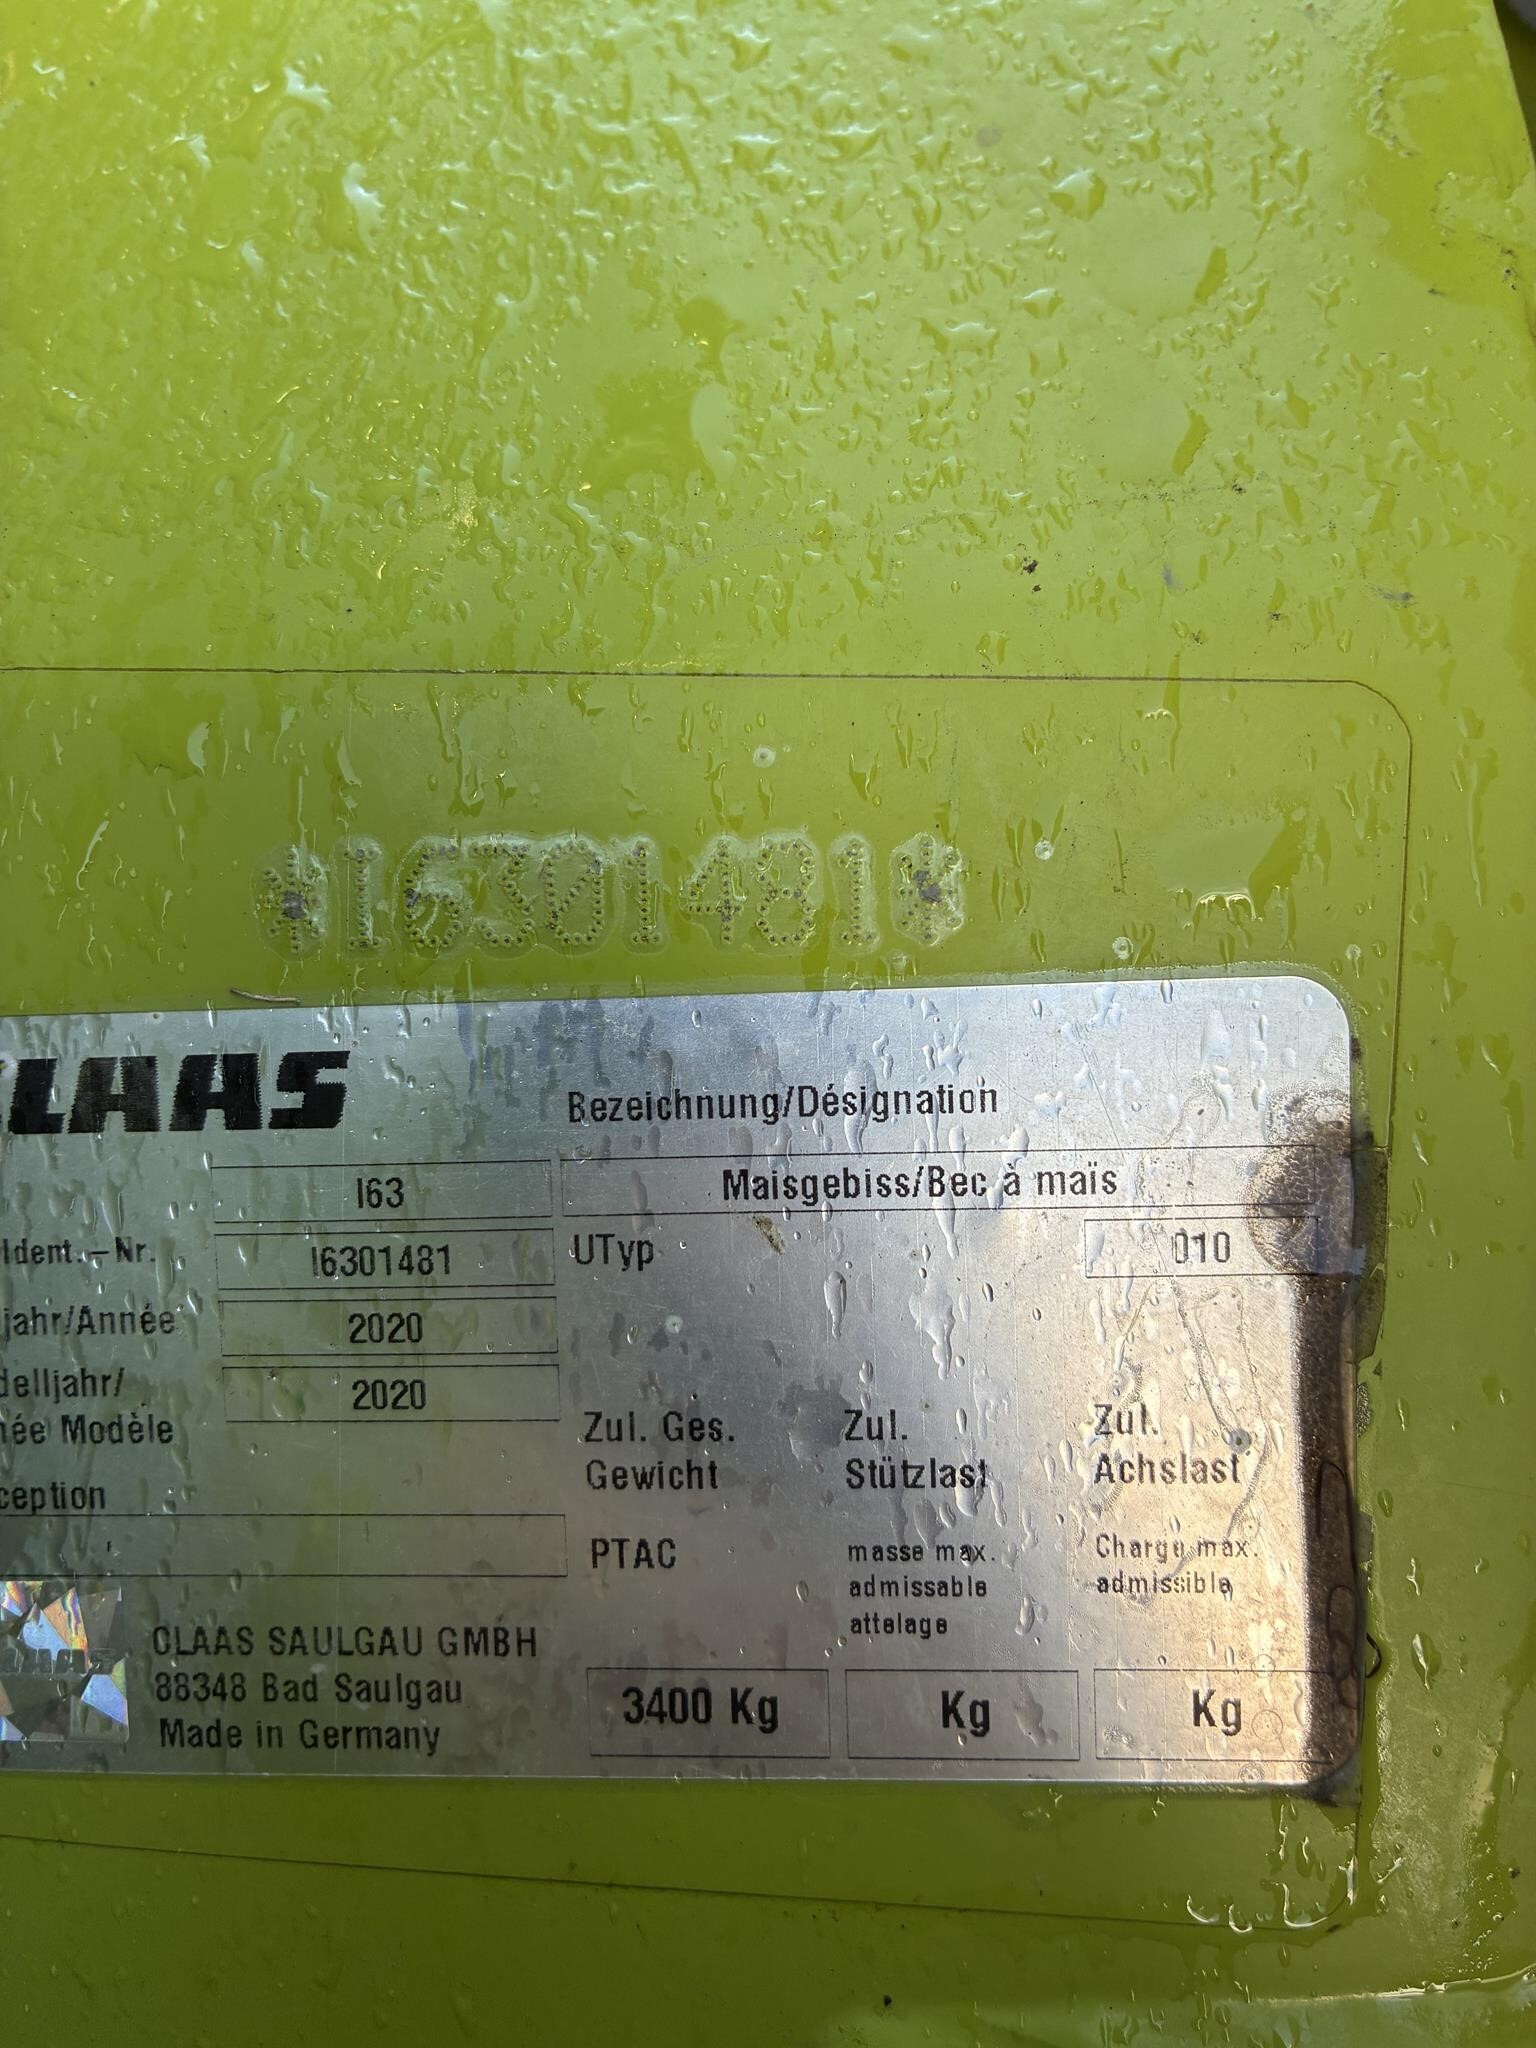 *I6301481*
CLAAS
Bezeichnung/Désignation
I63
Maisgebiss/Bec à maïs
Ident.-Nr.
I6301481
UTyp
010
jahr/Année
2020
delljahr/
née Modèle
2020
Zul. Ges.
Gewicht
Zul.
Stützlast
Zul.
Achslast
ception
PTAC
masse max.
admissable
attelage
Charge max.
admissible
CLAAS
CLAAS SAULGAU GMBH
88348 Bad Saulgau
Made in Germany
3400 Kg
Kg
Kg